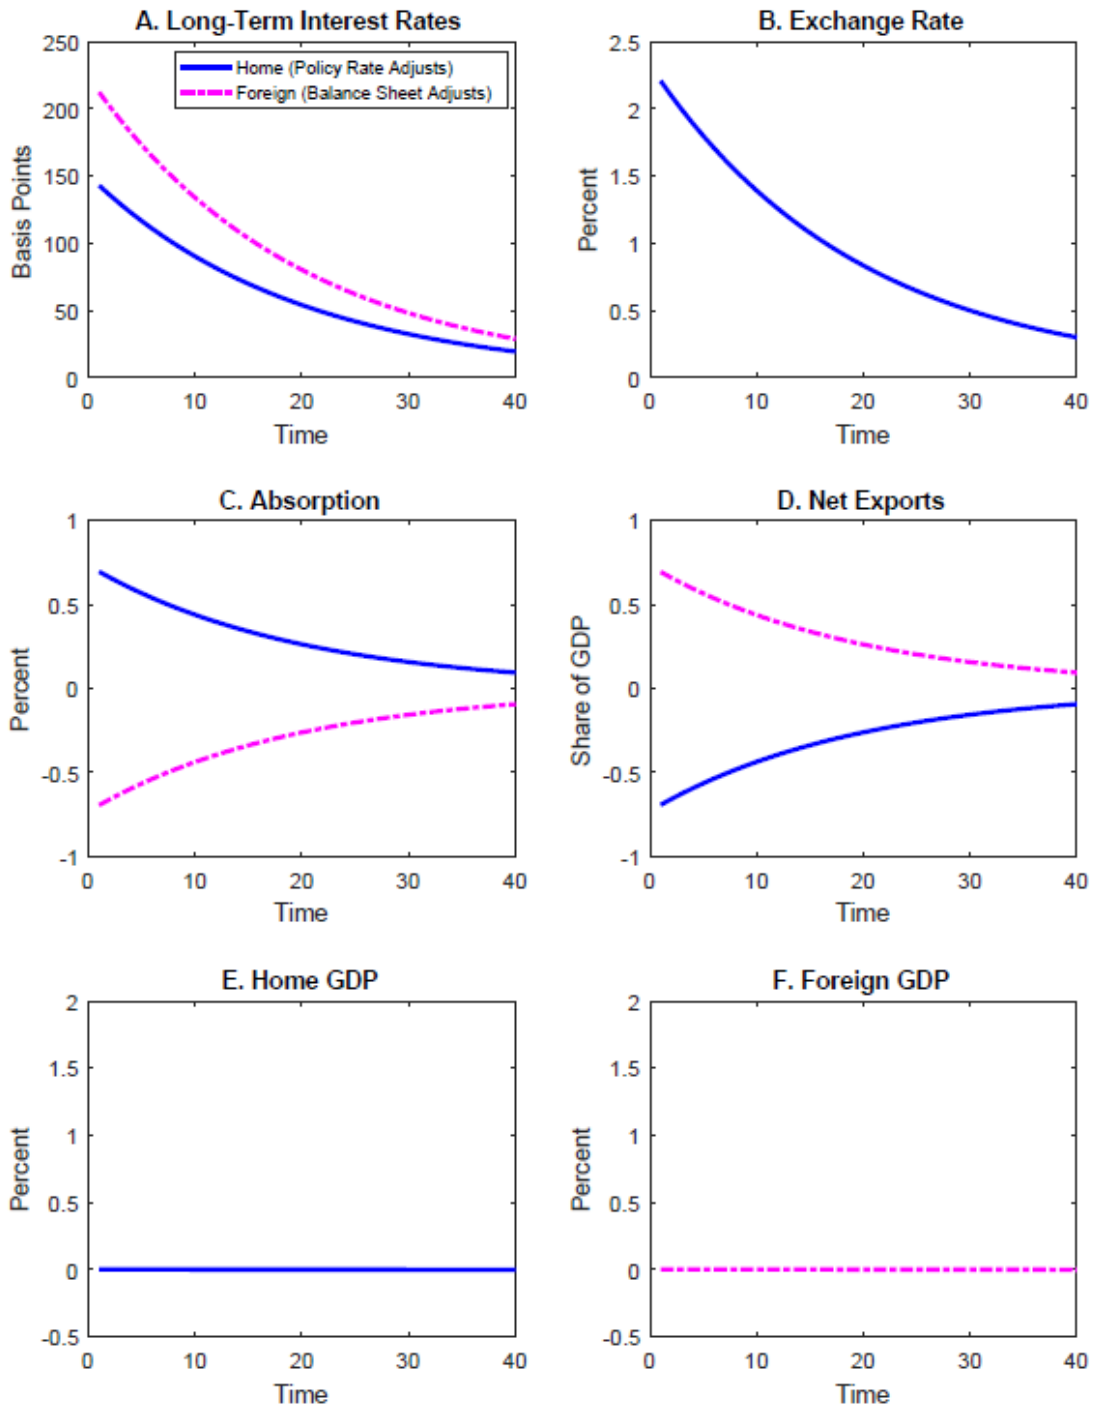 A. Long-Term Interest Rates
250
200
150
100
50
0
Basis Points
Home (Policy Rate Adjusts)
Foreign (Balance Sheet Adjusts)
0 10 20 30 40
Time
B. Exchange Rate
2.5
2
1.5
1
0.5
0
Percent
0 10 20 30 40
Time
C. Absorption
1
0.5
0
-0.5
-1
Percent
0 10 20 30 40
Time
D. Net Exports
1
0.5
0
-0.5
-1
Share of GDP
0 10 20 30 40
Time
E. Home GDP
2
1.5
1
0.5
0
-0.5
Percent
0 10 20 30 40
Time
F. Foreign GDP
2
1.5
1
0.5
0
-0.5
Percent
0 10 20 30 40
Time